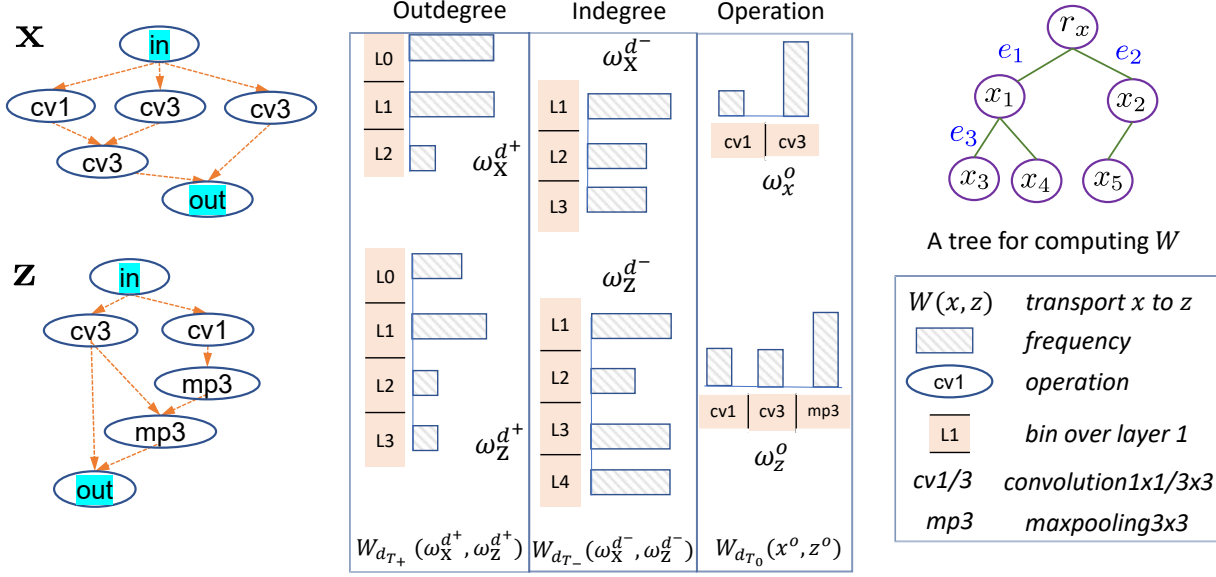 Outdegree
Indegree
Operation
x
in
cv1
cv3
cv3
cv3
out
z
in
cv3
cv1
mp3
mp3
out
L0
L1
L2
ω_X^{d^+}
L0
L1
L2
L3
ω_Z^{d^+}
W_{d_{T_+}}(ω_X^{d^+}, ω_Z^{d^+})
ω_X^{d^-}
L1
L2
L3
ω_Z^{d^-}
L1
L2
L3
L4
W_{d_{T_-}}(ω_X^{d^-}, ω_Z^{d^-})
cv1 cv3
ω_x^o
cv1 cv3 mp3
ω_z^o
W_{d_{T_0}}(x^o, z^o)
r_x
e_1 e_2
x_1 x_2
e_3
x_3 x_4 x_5
A tree for computing W
W(x, z) transport x to z
frequency
cv1 operation
L1 bin over layer 1
cv1/3 convolution1x1/3x3
mp3 maxpooling3x3